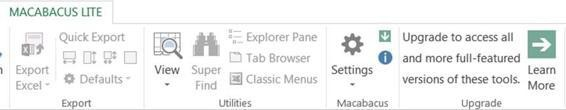 MACABACUS LITE
Export
Excel
Quick Export
Defaults
Export
View
Super
Find
Explorer Pane
Tab Browser
Classic Menus
Utilities
Settings
Macabacus
Upgrade to access all
and more full-featured
versions of these tools.
Learn
More
Upgrade